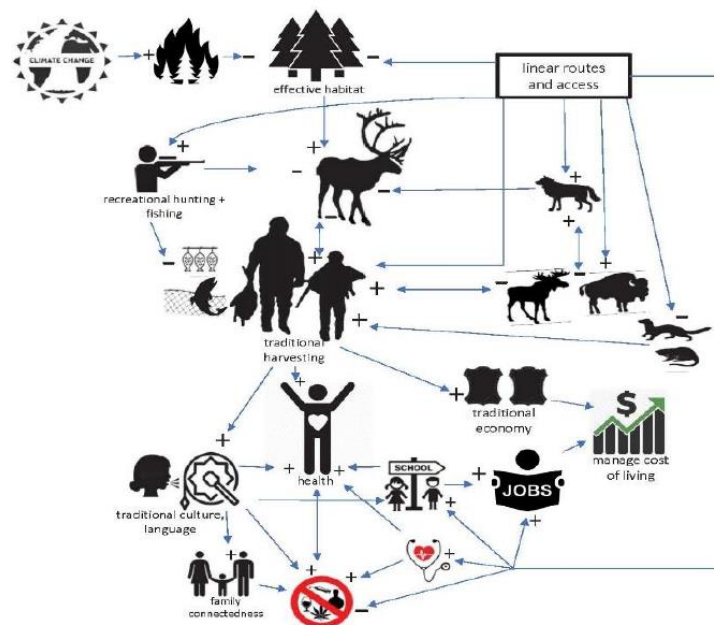 CLIMATE CHANGE
+
-
-
effective habitat
linear routes
and access
+
-
-
recreational hunting +
fishing
-
-
+
+
-
-
+
-
+
-
+
+
-
traditional
harvesting
+
+
traditional
economy
$
manage cost
of living
+
+
+
health
SCHOOL
+
JOBS
+
+
traditional culture,
language
+
+
+
+
-
family
connectedness